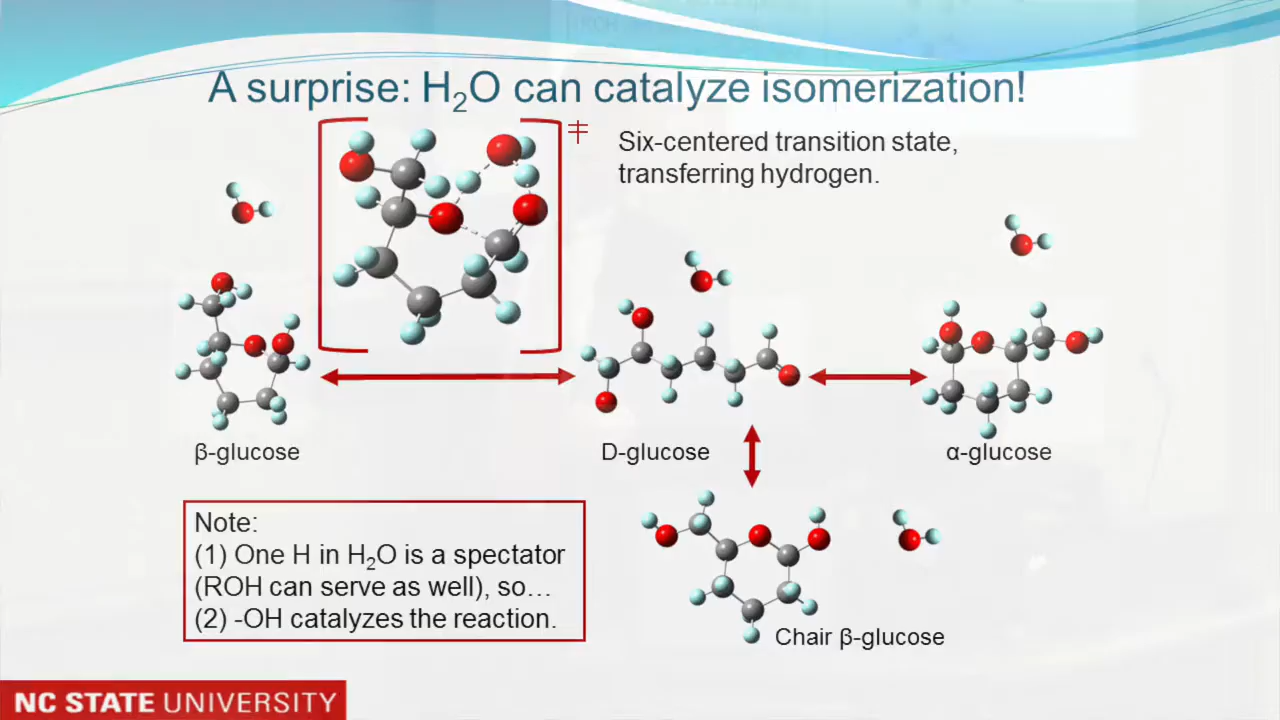 A surprise: H₂O can catalyze isomerization!
‡
Six-centered transition state,
transferring hydrogen.
β-glucose
D-glucose
α-glucose
Note:
(1) One H in H₂O is a spectator
(ROH can serve as well), so…
(2) -OH catalyzes the reaction.
Chair β-glucose
NC STATE UNIVERSITY